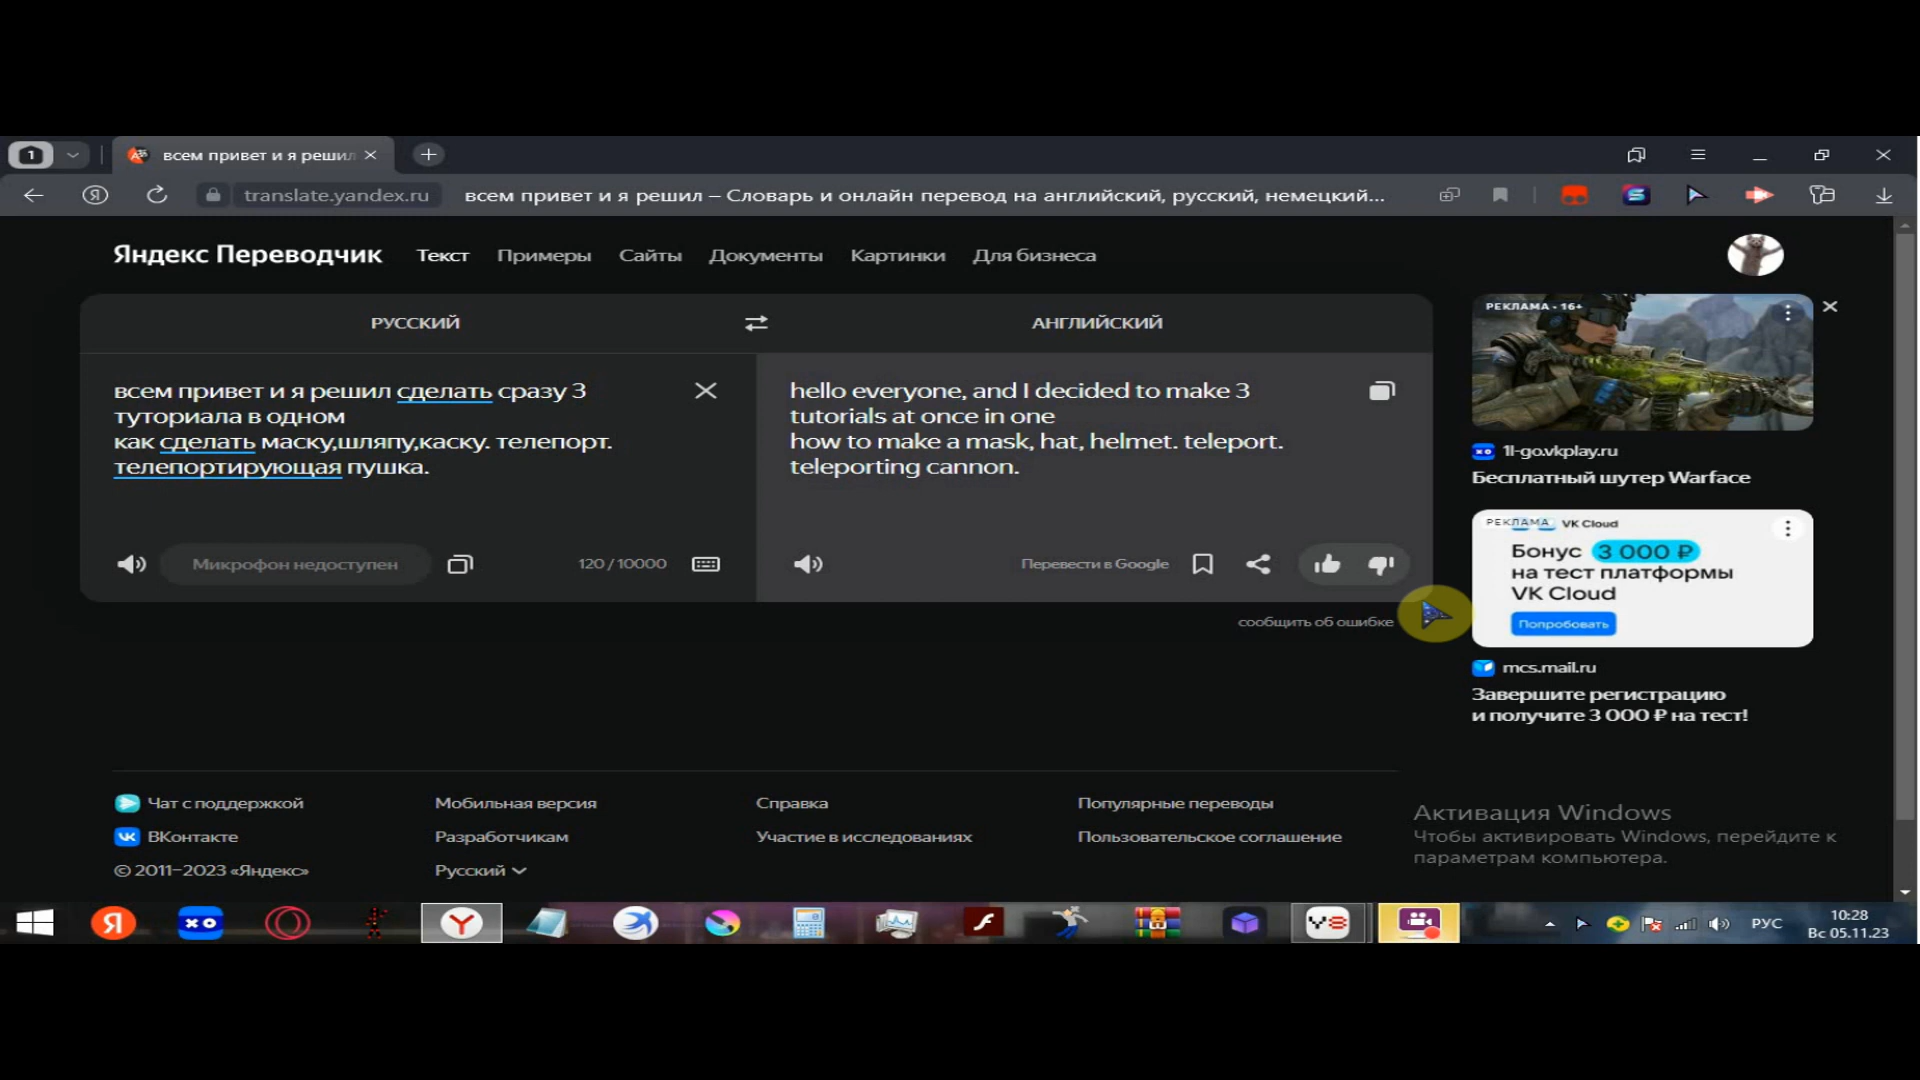 1
всем привет и я решил
translate.yandex.ru
всем привет и я решил – Словарь и онлайн перевод на английский, русский, немецкий...
Яндекс Переводчик
Текст
Примеры
Сайты
Документы
Картинки
Для бизнеса
РУССКИЙ
АНГЛИЙСКИЙ
всем привет и я решил сделать сразу 3
туториала в одном
как сделать маску,шляпу,каску. телепорт.
телепортирующая пушка.
Микрофон недоступен
120 / 10000
hello everyone, and I decided to make 3
tutorials at once in one
how to make a mask, hat, helmet. teleport.
teleporting cannon.
Перевести в Google
сообщить об ошибке
РЕКЛАМА • 16+
1l-go.vkplay.ru
Бесплатный шутер Warface
РЕКЛАМА
VK Cloud
Бонус 3 000 ₽
на тест платформы
VK Cloud
Попробовать
mcs.mail.ru
Завершите регистрацию
и получите 3 000 ₽ на тест!
Чат с поддержкой
Мобильная версия
Справка
Популярные переводы
ВКонтакте
Разработчикам
Участие в исследованиях
Пользовательское соглашение
© 2011–2023 «Яндекс»
Русский
Активация Windows
Чтобы активировать Windows, перейдите к
параметрам компьютера.
РУС
10:28
Вс 05.11.23